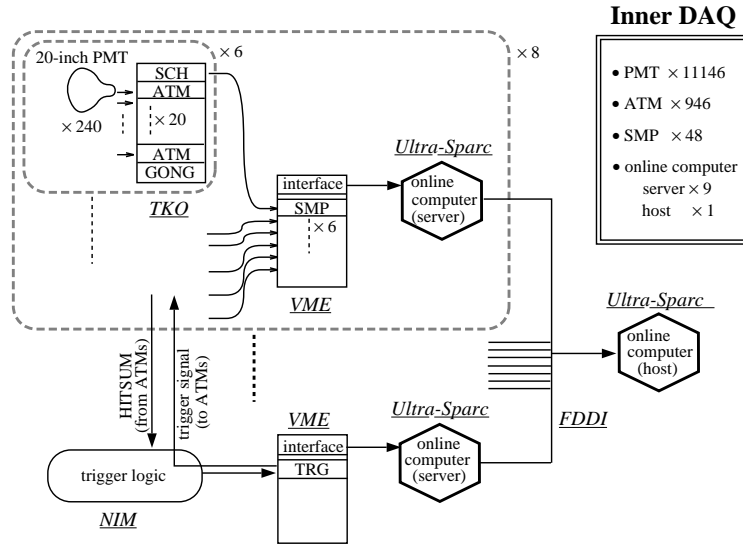 Inner DAQ
• PMT ×11146
• ATM ×946
• SMP ×48
• online computer
server×9
host ×1
×6
×8
20-inch PMT
×240
SCH
ATM
×20
ATM
GONG
TKO
interface
SMP
×6
VME
Ultra-Sparc
online
computer
(server)
HITSUM
(from ATMs)
trigger signal
(to ATMs)
Ultra-Sparc
online
computer
(host)
FDDI
VME
interface
TRG
Ultra-Sparc
online
computer
(server)
trigger logic
NIM